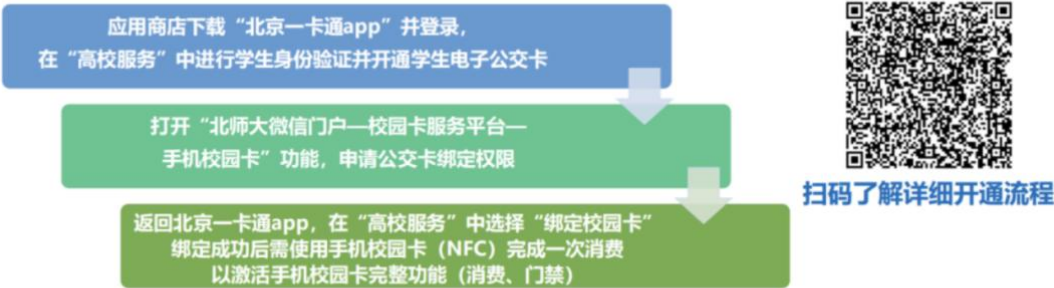 应用商店下载“北京一卡通app”并登录，
在“高校服务”中进行学生身份验证并开通学生电子公交卡
打开“北师大微信门户—校园卡服务平台—
手机校园卡”功能，申请公交卡绑定权限
返回北京一卡通app，在“高校服务”中选择“绑定校园卡”
绑定成功后需使用手机校园卡（NFC）完成一次消费
以激活手机校园卡完整功能（消费、门禁）
扫码了解详细开通流程